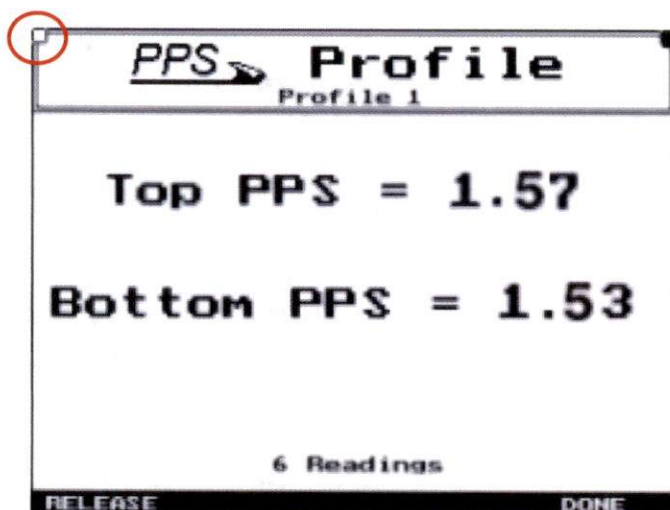 PPS Profile
Profile 1
Top PPS = 1.57
Bottom PPS = 1.53
6 Readings
RELEASE DONE